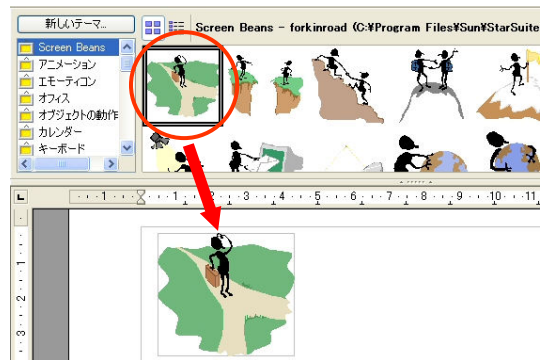 新しいテーマ...
Screen Beans - forkinroad (C:¥Program Files¥Sun¥StarSuite
Screen Beans
アニメーション
エモーティコン
オフィス
オブジェクトの動作
カレンダー
キーボード
1 1 2 3 4 5 6 7 8 9 10 11
1
2
3